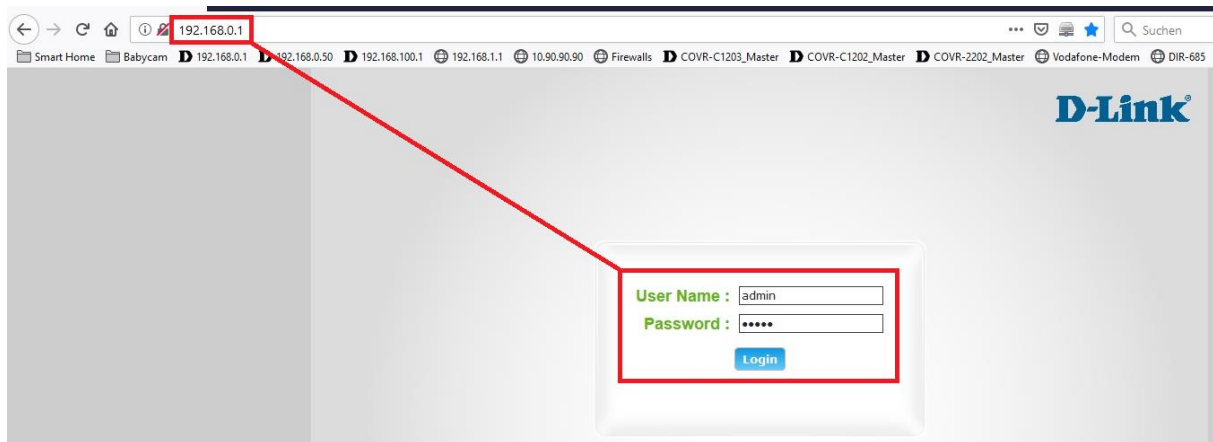 192.168.0.1
Suchen
Smart Home Babycam D 192.168.0.1 D 192.168.0.50 D 192.168.100.1 192.168.1.1 10.90.90.90 Firewalls D COVR-C1203_Master D COVR-C1202_Master D COVR-2202_Master Vodafone-Modem DIR-685
D-Link
User Name : admin
Password : •••••
Login